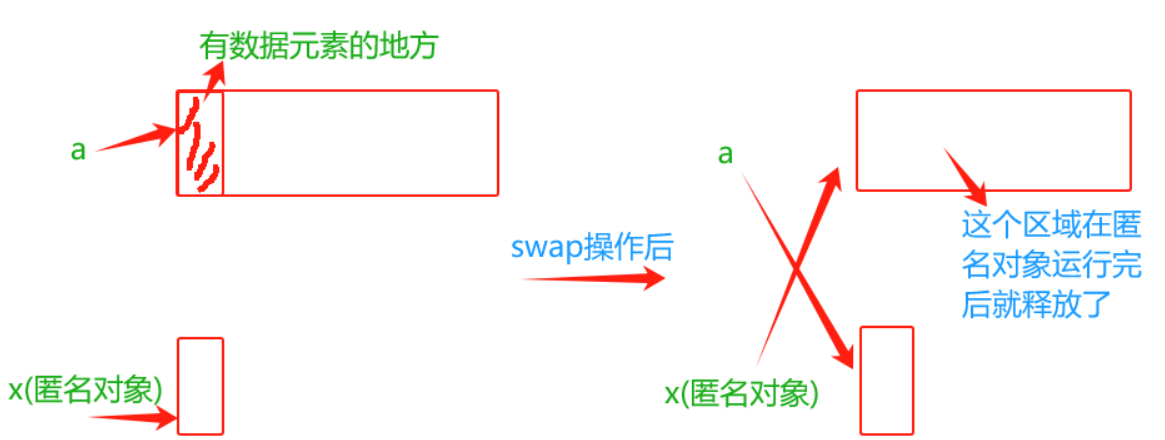 有数据元素的地方
a
x(匿名对象)
swap操作后
a
x(匿名对象)
这个区域在匿
名对象运行完
后就释放了